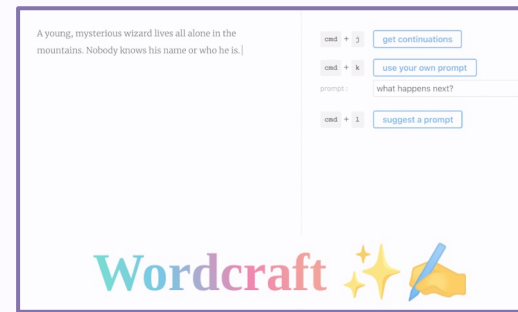 A young, mysterious wizard lives all alone in the
mountains. Nobody knows his name or who he is.
cmd + j get continuations
cmd + k use your own prompt
prompt: what happens next?
cmd + l suggest a prompt
Wordcraft